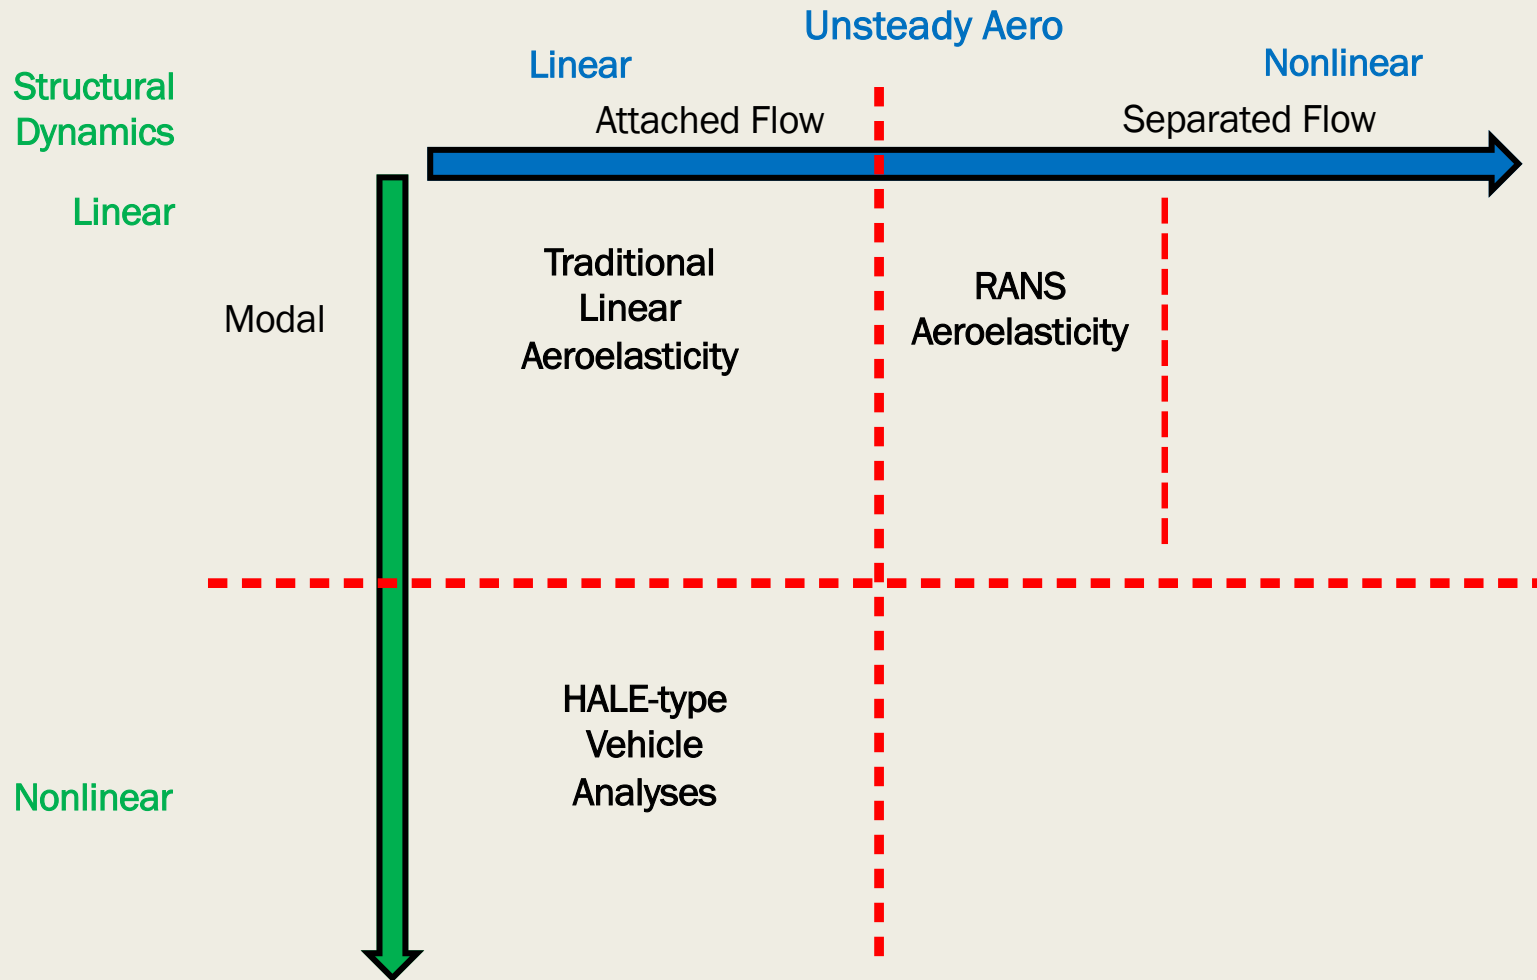 Unsteady Aero
Linear
Nonlinear
Structural
Dynamics
Attached Flow
Separated Flow
Linear
Traditional
Linear
Aeroelasticity
RANS
Aeroelasticity
Modal
HALE-type
Vehicle
Analyses
Nonlinear